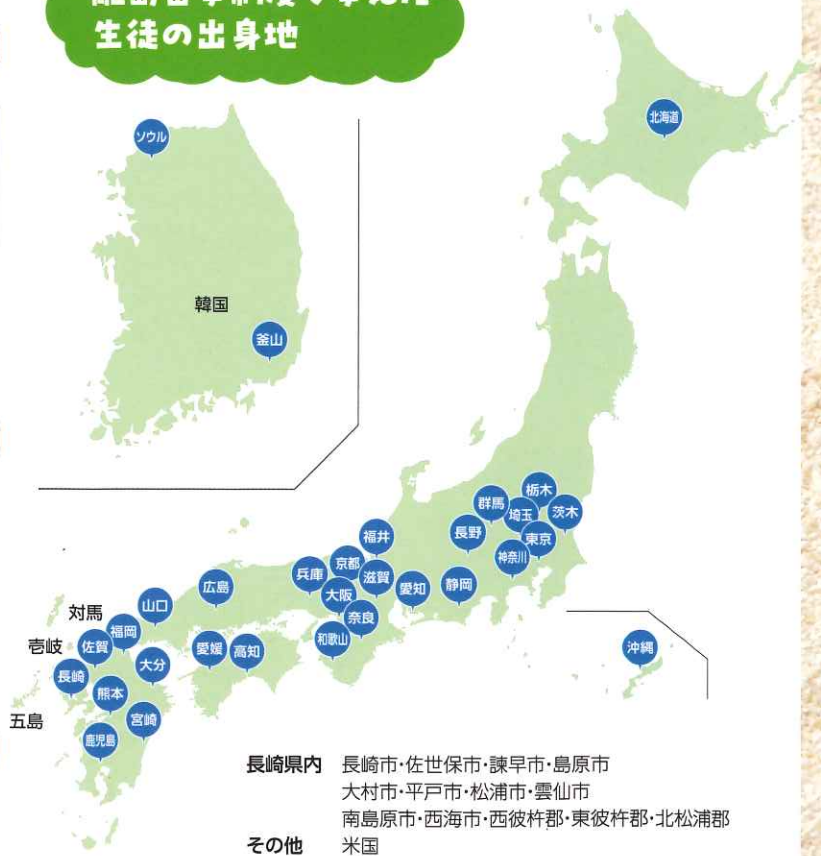 生徒の出身地
ソウル
北海道
韓国
釜山
栃木
群馬
埼玉
茨木
福井
長野
東京
京都
神奈川
兵庫
滋賀
広島
愛知
静岡
大阪
山口
対馬
奈良
福岡
和歌山
壱岐
佐賀
愛媛
高知
沖縄
大分
長崎
熊本
五島
宮崎
鹿児島
長崎県内 長崎市・佐世保市・諫早市・島原市
大村市・平戸市・松浦市・雲仙市
南島原市・西海市・西彼杵郡・東彼杵郡・北松浦郡
その他 米国